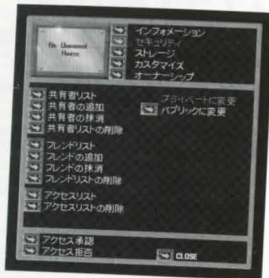 An Unnamed
House
インフォメーション
セキュリティ
ストレージ
カスタマイズ
オーナーシップ
共有者リスト
共有者の追加
共有者の抹消
共有者リストの削除
プライベートに変更
パブリックに変更
フレンドリスト
フレンドの追加
フレンドの抹消
フレンドリストの削除
アクセスリスト
アクセスリストの削除
アクセス承認
アクセス拒否
CLOSE